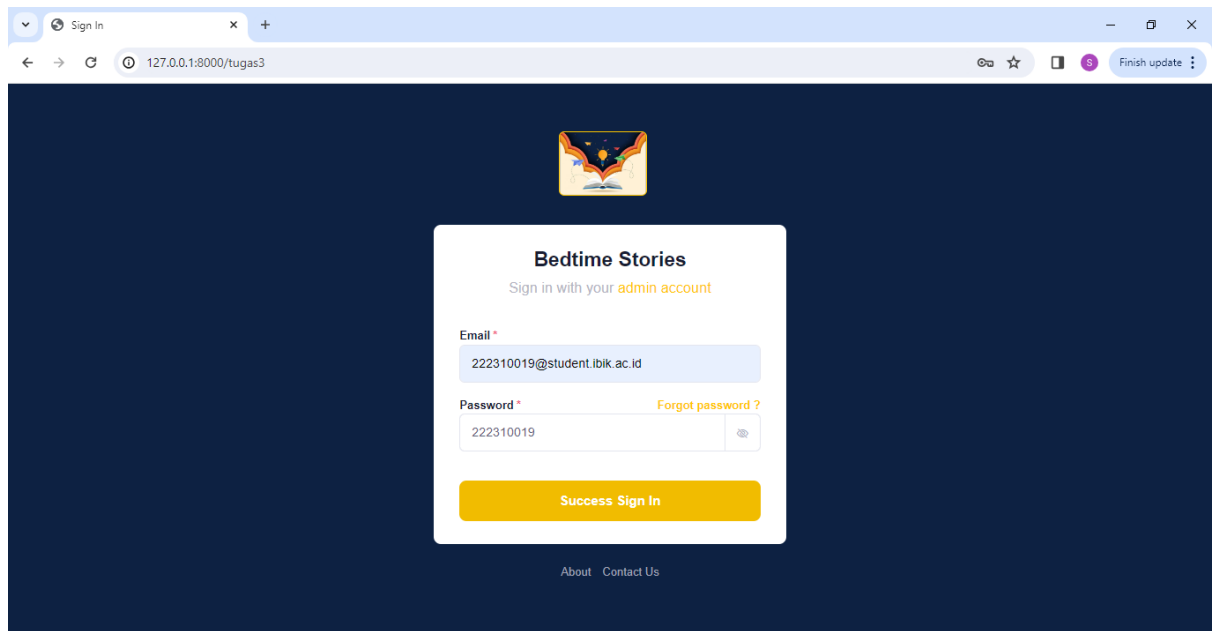 Sign In
127.0.0.1:8000/tugas3
S
Finish update
Bedtime Stories
Sign in with your admin account
Email *
222310019@student.ibik.ac.id
Password * Forgot password ?
222310019
Success Sign In
About Contact Us